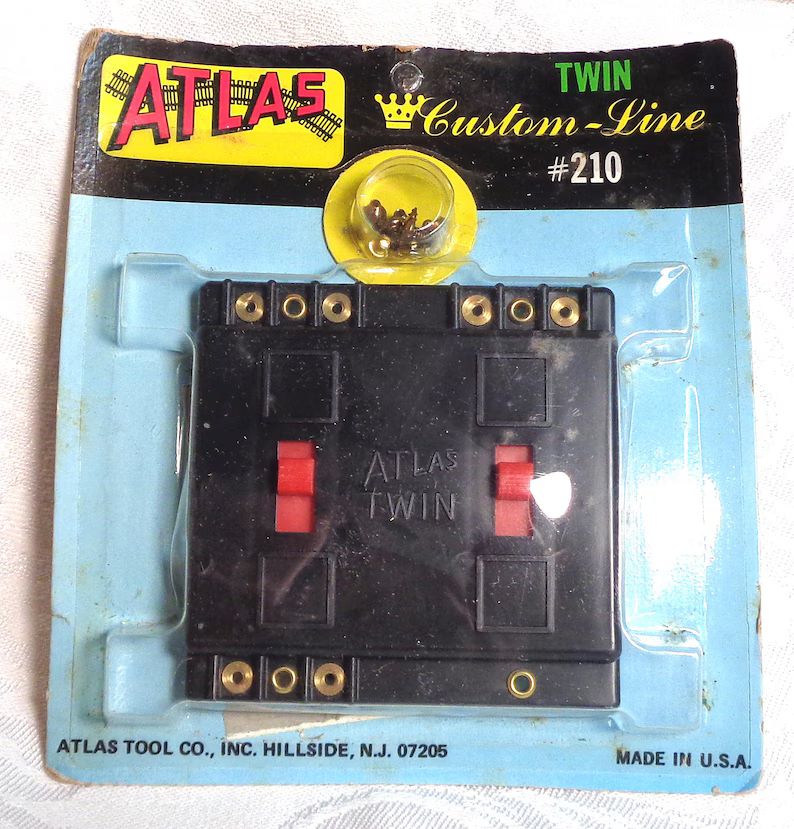 ATLAS
TWIN
Custom-Line
#210
ATLAS
TWIN
ATLAS TOOL CO., INC. HILLSIDE, N.J. 07205
MADE IN U.S.A.